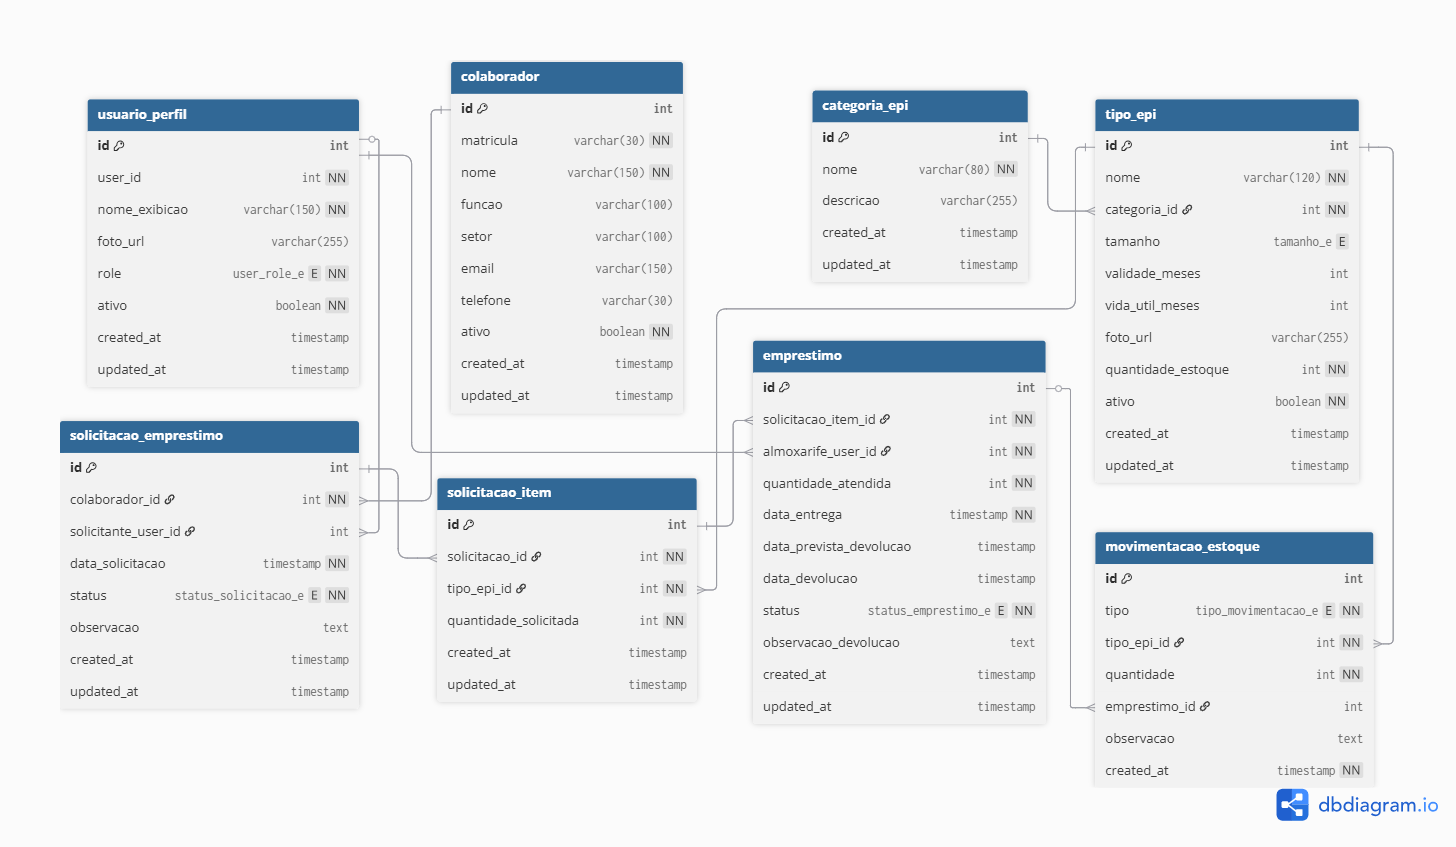 usuario_perfil
id int
user_id int NN
nome_exibicao varchar(150) NN
foto_url varchar(255)
role user_role_e E NN
ativo boolean NN
created_at timestamp
updated_at timestamp
colaborador
id int
matricula varchar(30) NN
nome varchar(150) NN
funcao varchar(100)
setor varchar(100)
email varchar(150)
telefone varchar(30)
ativo boolean NN
created_at timestamp
updated_at timestamp
categoria_epi
id int
nome varchar(80) NN
descricao varchar(255)
created_at timestamp
updated_at timestamp
tipo_epi
id int
nome varchar(120) NN
categoria_id int NN
tamanho tamanho_e E
validade_meses int
vida_util_meses int
foto_url varchar(255)
quantidade_estoque int NN
ativo boolean NN
created_at timestamp
updated_at timestamp
solicitacao_emprestimo
id int
colaborador_id int NN
solicitante_user_id int
data_solicitacao timestamp NN
status status_solicitacao_e E NN
observacao text
created_at timestamp
updated_at timestamp
solicitacao_item
id int
solicitacao_id int NN
tipo_epi_id int NN
quantidade_solicitada int NN
created_at timestamp
updated_at timestamp
emprestimo
id int
solicitacao_item_id int NN
almoxarife_user_id int NN
quantidade_atendida int NN
data_entrega timestamp NN
data_prevista_devolucao timestamp
data_devolucao timestamp
status status_emprestimo_e E NN
observacao_devolucao text
created_at timestamp
updated_at timestamp
movimentacao_estoque
id int
tipo tipo_movimentacao_e E NN
tipo_epi_id int NN
quantidade int NN
emprestimo_id int
observacao text
created_at timestamp NN
dbdiagram.io